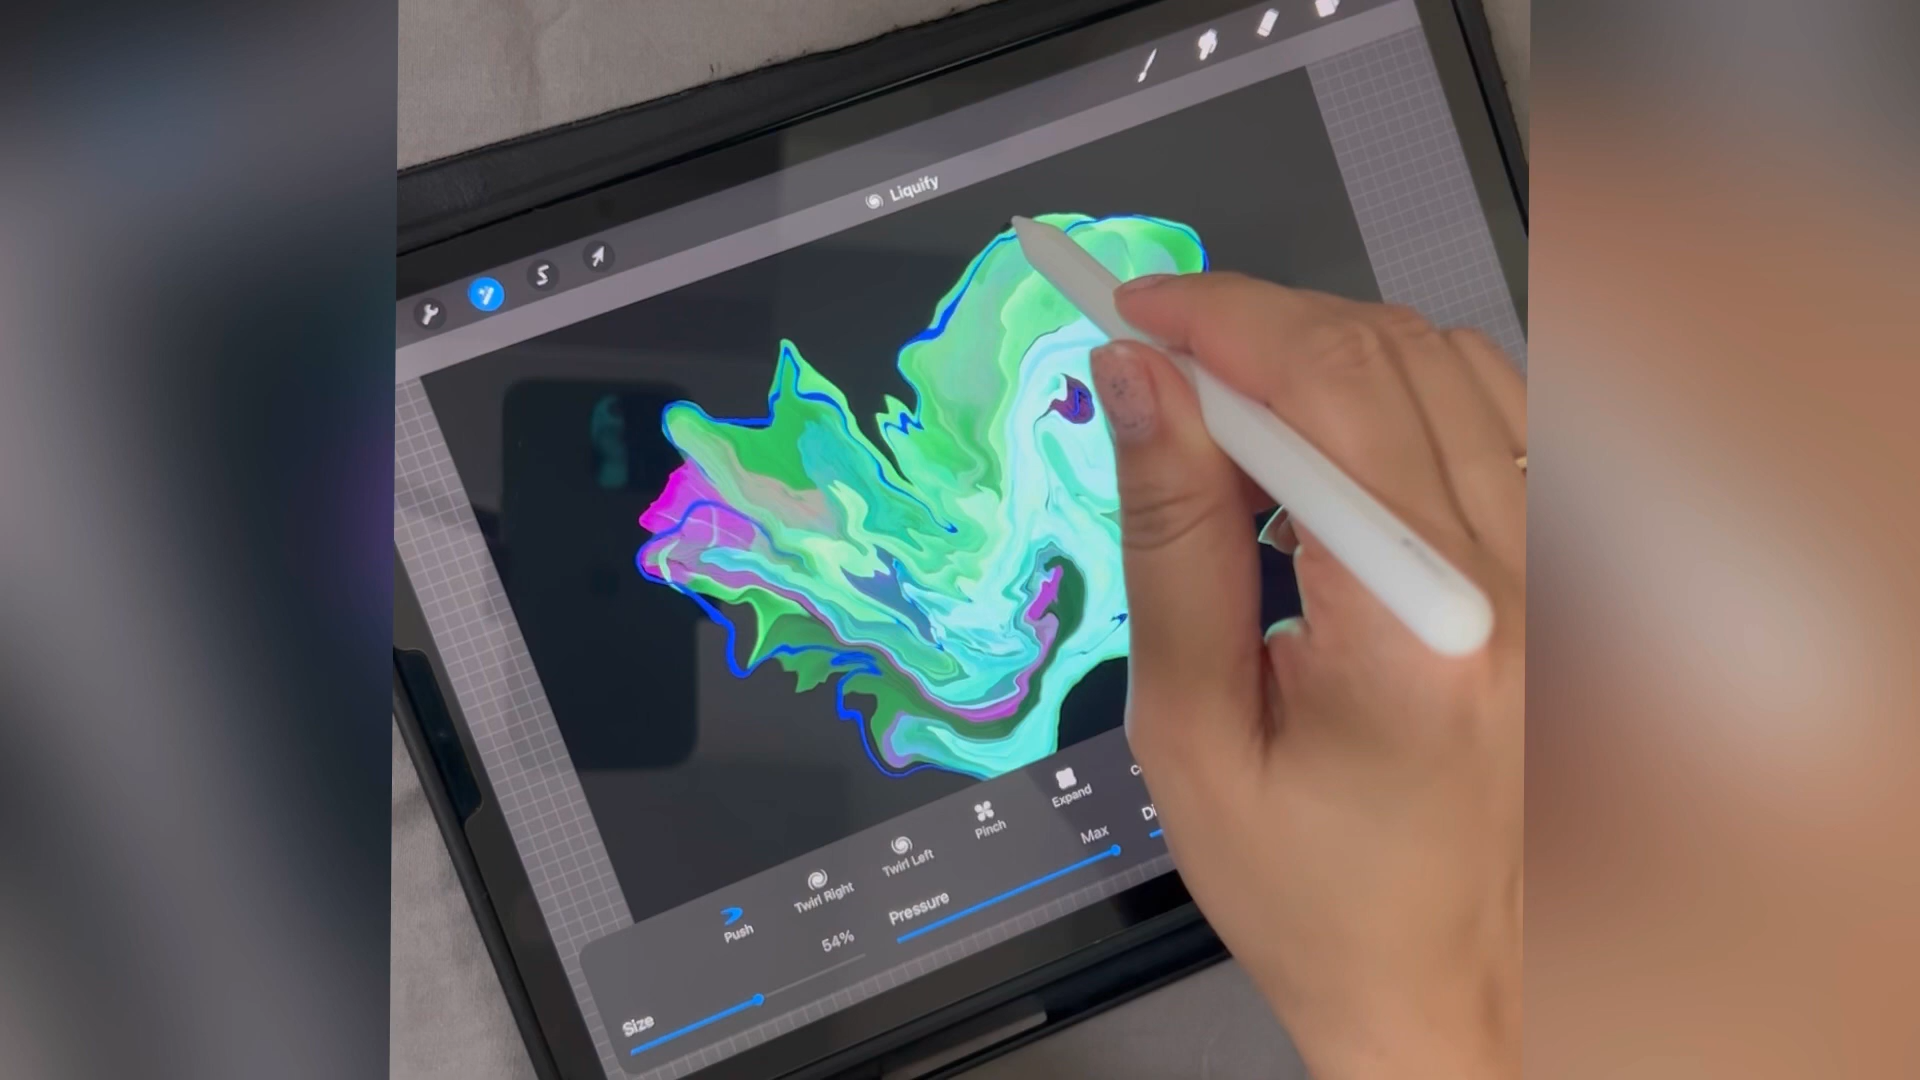 Liquify
Push
Twirl Right
Twirl Left
Pinch
Expand
Size
54%
Pressure
Max